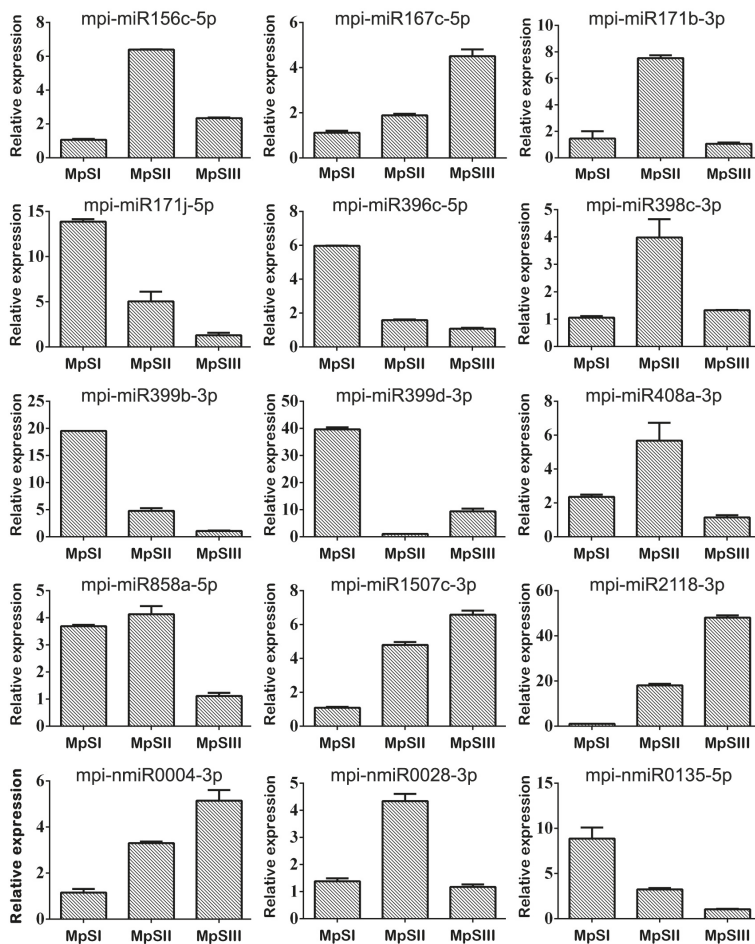 mpi-miR156c-5p
Relative expression
6
4
2
0
8
MpSI MpSII MpSIII
mpi-miR167c-5p
Relative expression
6
4
2
0
MpSI MpSII MpSIII
mpi-miR171b-3p
Relative expression
10
8
6
4
2
0
MpSI MpSII MpSIII
mpi-miR171j-5p
Relative expression
15
10
5
0
MpSI MpSII MpSIII
mpi-miR396c-5p
Relative expression
8
6
4
2
0
MpSI MpSII MpSIII
mpi-miR398c-3p
Relative expression
5
4
3
2
1
0
MpSI MpSII MpSIII
mpi-miR399b-3p
Relative expression
25
20
15
10
5
0
MpSI MpSII MpSIII
mpi-miR399d-3p
Relative expression
50
40
30
20
10
0
MpSI MpSII MpSIII
mpi-miR408a-3p
Relative expression
8
6
4
2
0
MpSI MpSII MpSIII
mpi-miR858a-5p
Relative expression
5
4
3
2
1
0
MpSI MpSII MpSIII
mpi-miR1507c-3p
Relative expression
8
6
4
2
0
MpSI MpSII MpSIII
mpi-miR2118-3p
Relative expression
60
40
20
0
MpSI MpSII MpSIII
mpi-nmiR0004-3p
Relative expression
6
4
2
0
MpSI MpSII MpSIII
mpi-nmiR0028-3p
Relative expression
5
4
3
2
1
0
MpSI MpSII MpSIII
mpi-nmiR0135-5p
Relative expression
15
10
5
0
MpSI MpSII MpSIII